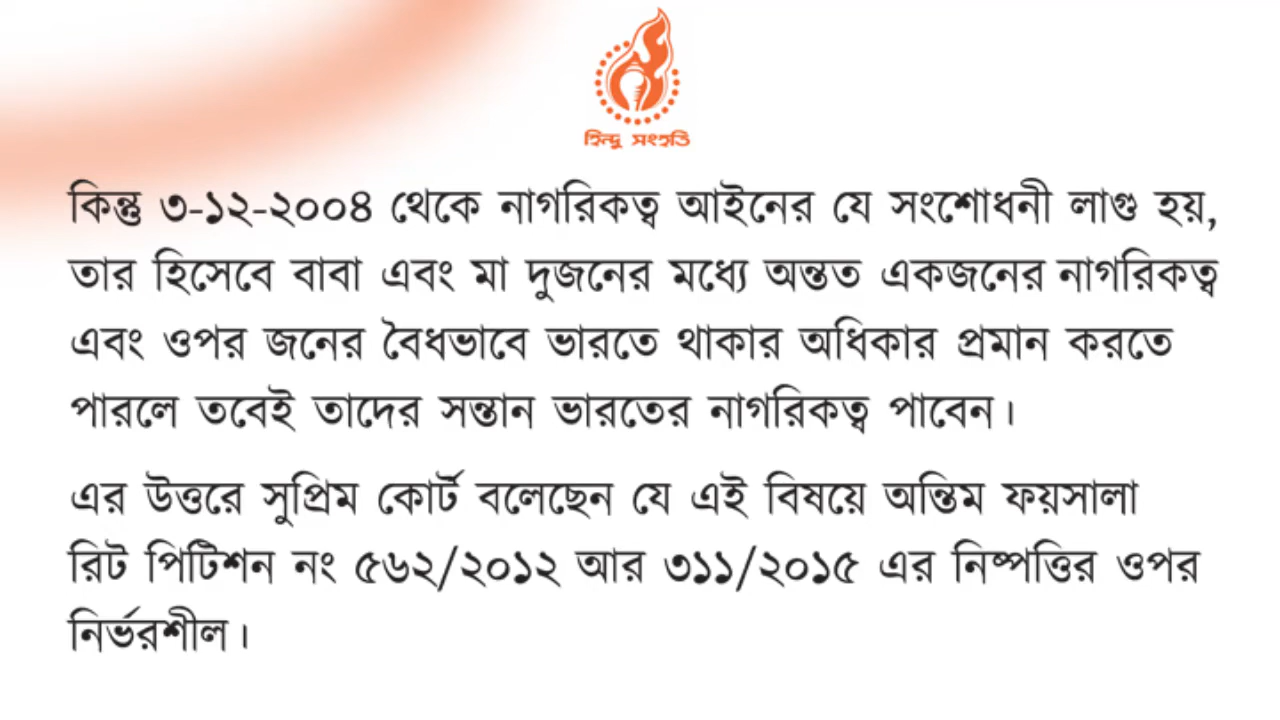 হিন্দু সংহতি
কিন্তু ৩-১২-২০০৪ থেকে নাগরিকত্ব আইনের যে সংশোধনী লাগু হয়,
তার হিসেবে বাবা এবং মা দুজনের মধ্যে অন্তত একজনের নাগরিকত্ব
এবং ওপর জনের বৈধভাবে ভারতে থাকার অধিকার প্রমান করতে
পারলে তবেই তাদের সন্তান ভারতের নাগরিকত্ব পাবেন।
এর উত্তরে সুপ্রিম কোর্ট বলেছেন যে এই বিষয়ে অন্তিম ফয়সালা
রিট পিটিশন নং ৫৬২/২০১২ আর ৩১১/২০১৫ এর নিষ্পত্তির ওপর
নির্ভরশীল।